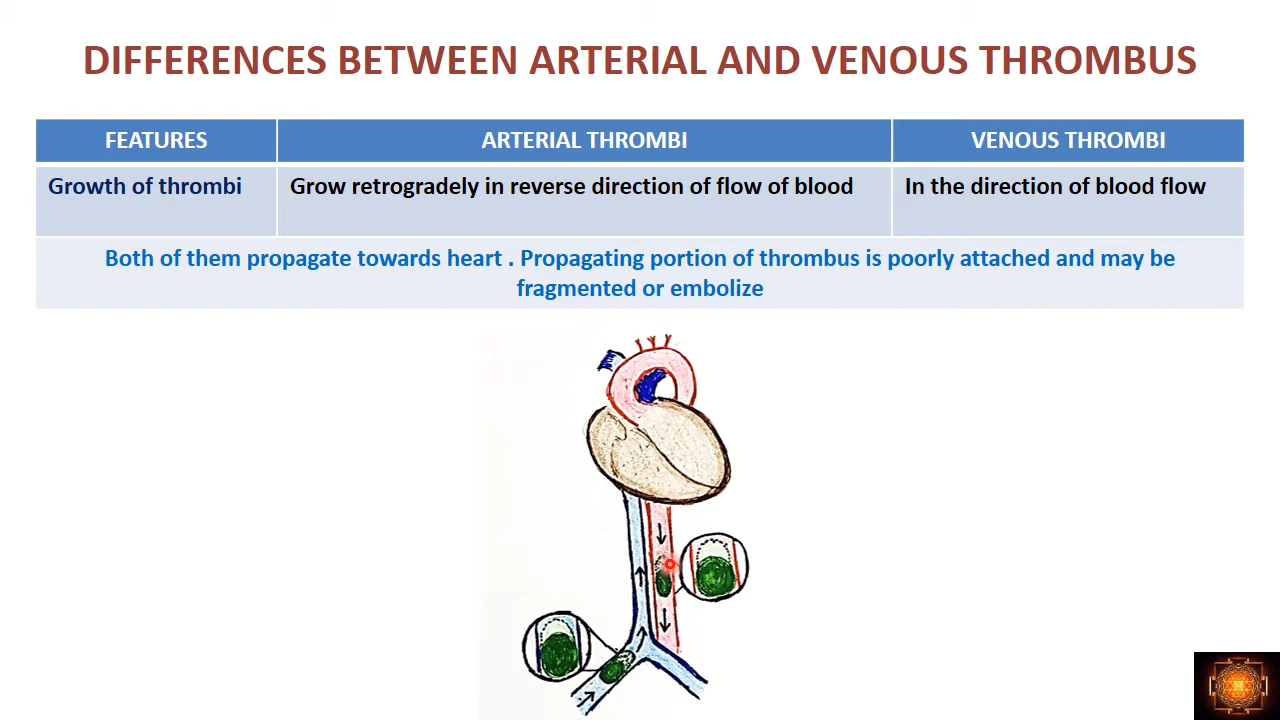 DIFFERENCES BETWEEN ARTERIAL AND VENOUS THROMBUS
FEATURES
ARTERIAL THROMBI
VENOUS THROMBI
Growth of thrombi
Grow retrogradely in reverse direction of flow of blood
In the direction of blood flow
Both of them propagate towards heart . Propagating portion of thrombus is poorly attached and may be
fragmented or embolize